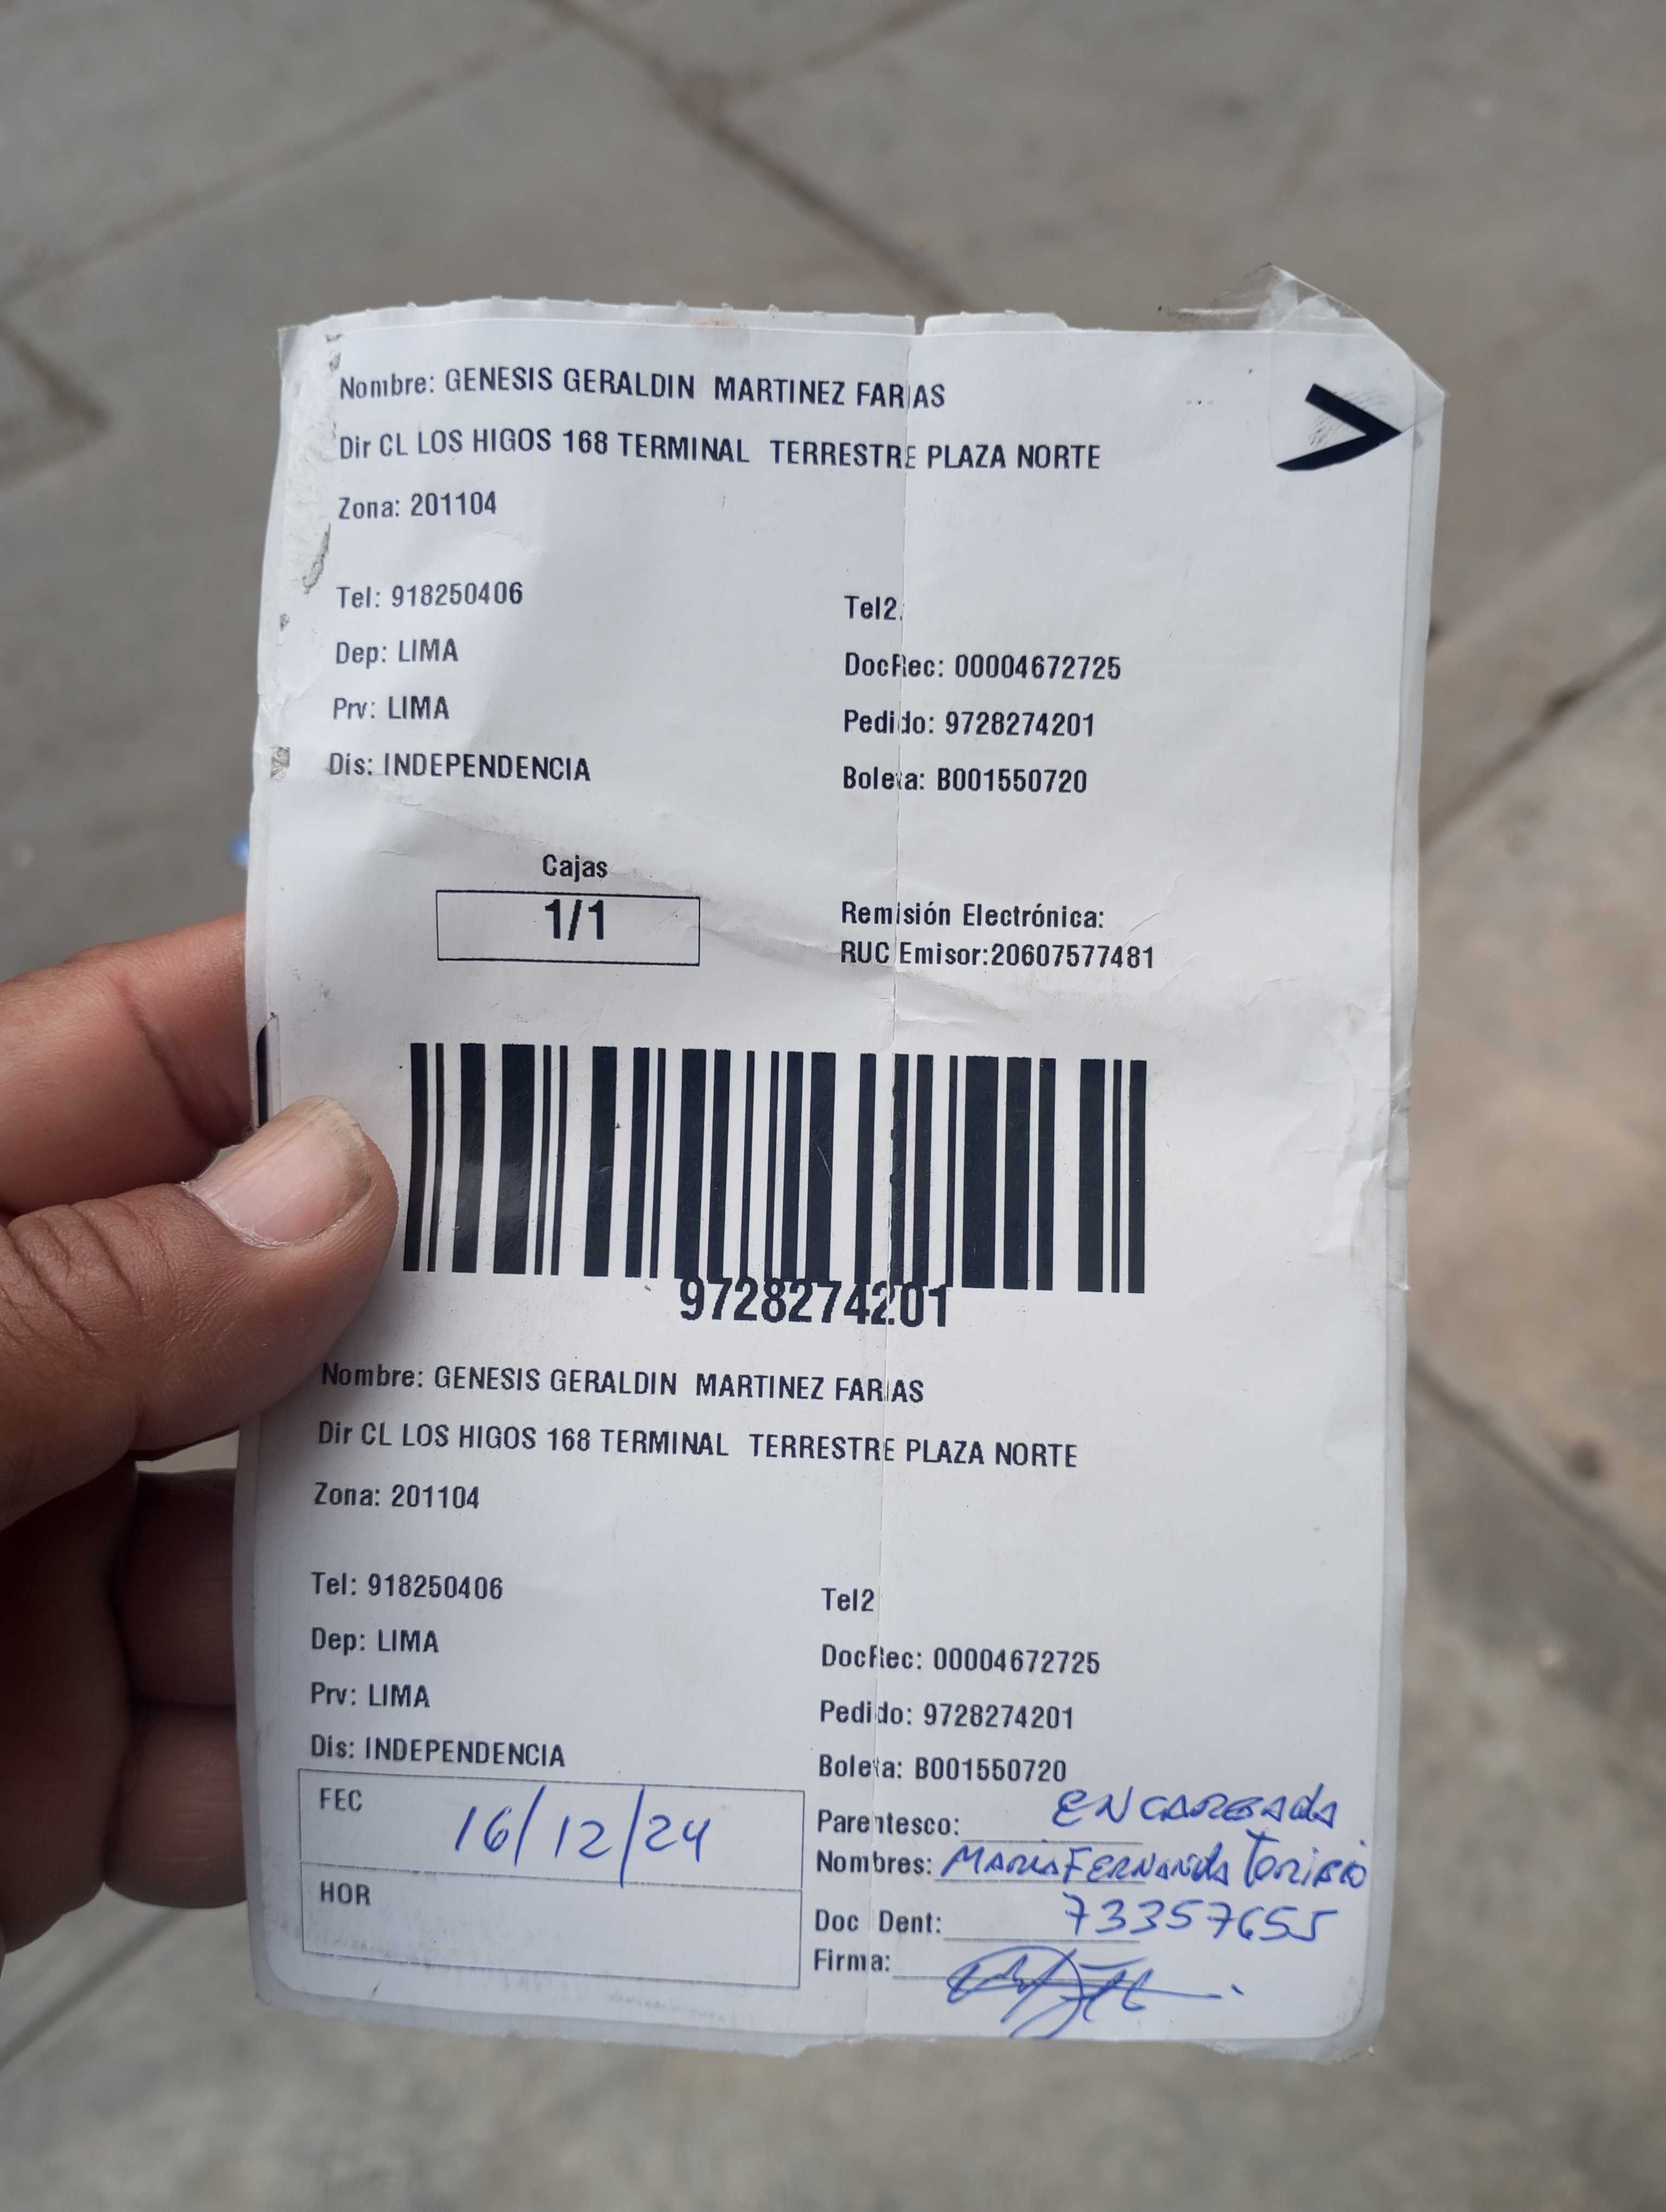 Nombre: GENESIS GERALDIN MARTINEZ FARIAS
Dir CL LOS HIGOS 168 TERMINAL TERRESTRE PLAZA NORTE
Zona: 201104
Tel: 918250406 Tel2:
Dep: LIMA DocRec: 00004672725
Prv: LIMA Pedido: 9728274201
Dis: INDEPENDENCIA Boleta: B001550720
Cajas
1/1 Remisión Electrónica:
RUC Emisor:20607577481
9728274201
Nombre: GENESIS GERALDIN MARTINEZ FARIAS
Dir CL LOS HIGOS 168 TERMINAL TERRESTRE PLAZA NORTE
Zona: 201104
Tel: 918250406 Tel2
Dep: LIMA DocRec: 00004672725
Prv: LIMA Pedido: 9728274201
Dis: INDEPENDENCIA Boleta: B001550720
FEC 16/12/24 Parentesco: ENCARGADA
Nombres: MARIA FERNANDA TORIBIO
HOR Doc Dent: 73357655
Firma: